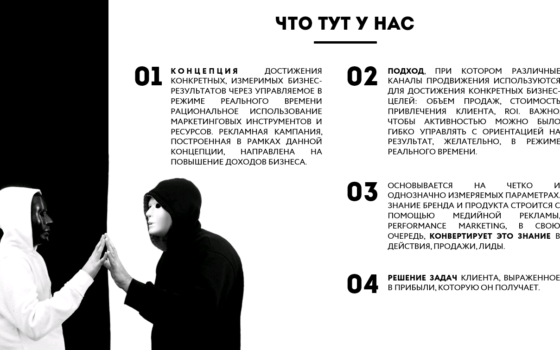 ЧТО ТУТ У НАС
01
КОНЦЕПЦИЯ ДОСТИЖЕНИЯ
КОНКРЕТНЫХ, ИЗМЕРИМЫХ БИЗНЕС-
РЕЗУЛЬТАТОВ ЧЕРЕЗ УПРАВЛЯЕМОЕ В
РЕЖИМЕ РЕАЛЬНОГО ВРЕМЕНИ
РАЦИОНАЛЬНОЕ ИСПОЛЬЗОВАНИЕ
МАРКЕТИНГОВЫХ ИНСТРУМЕНТОВ И
РЕСУРСОВ. РЕКЛАМНАЯ КАМПАНИЯ,
ПОСТРОЕННАЯ В РАМКАХ ДАННОЙ
КОНЦЕПЦИИ, НАПРАВЛЕНА НА
ПОВЫШЕНИЕ ДОХОДОВ БИЗНЕСА.
02
ПОДХОД, ПРИ КОТОРОМ РАЗЛИЧНЫЕ
КАНАЛЫ ПРОДВИЖЕНИЯ ИСПОЛЬЗУЮТСЯ
ДЛЯ ДОСТИЖЕНИЯ КОНКРЕТНЫХ БИЗНЕС-
ЦЕЛЕЙ: ОБЪЕМ ПРОДАЖ, СТОИМОСТЬ
ПРИВЛЕЧЕНИЯ КЛИЕНТА, ROI. ВАЖНО,
ЧТОБЫ АКТИВНОСТЬЮ МОЖНО БЫЛО
ГИБКО УПРАВЛЯТЬ С ОРИЕНТАЦИЕЙ НА
РЕЗУЛЬТАТ, ЖЕЛАТЕЛЬНО, В РЕЖИМЕ
РЕАЛЬНОГО ВРЕМЕНИ.
03
ОСНОВЫВАЕТСЯ НА ЧЕТКО И
ОДНОЗНАЧНО ИЗМЕРЯЕМЫХ ПАРАМЕТРАХ.
ЗНАНИЕ БРЕНДА И ПРОДУКТА СТРОИТСЯ С
ПОМОЩЬЮ МЕДИЙНОЙ РЕКЛАМЫ,
PERFORMANCE MARKETING, В СВОЮ
ОЧЕРЕДЬ, КОНВЕРТИРУЕТ ЭТО ЗНАНИЕ В
ДЕЙСТВИЯ, ПРОДАЖИ, ЛИДЫ.
04
РЕШЕНИЕ ЗАДАЧ КЛИЕНТА, ВЫРАЖЕННОЕ
В ПРИБЫЛИ, КОТОРУЮ ОН ПОЛУЧАЕТ.